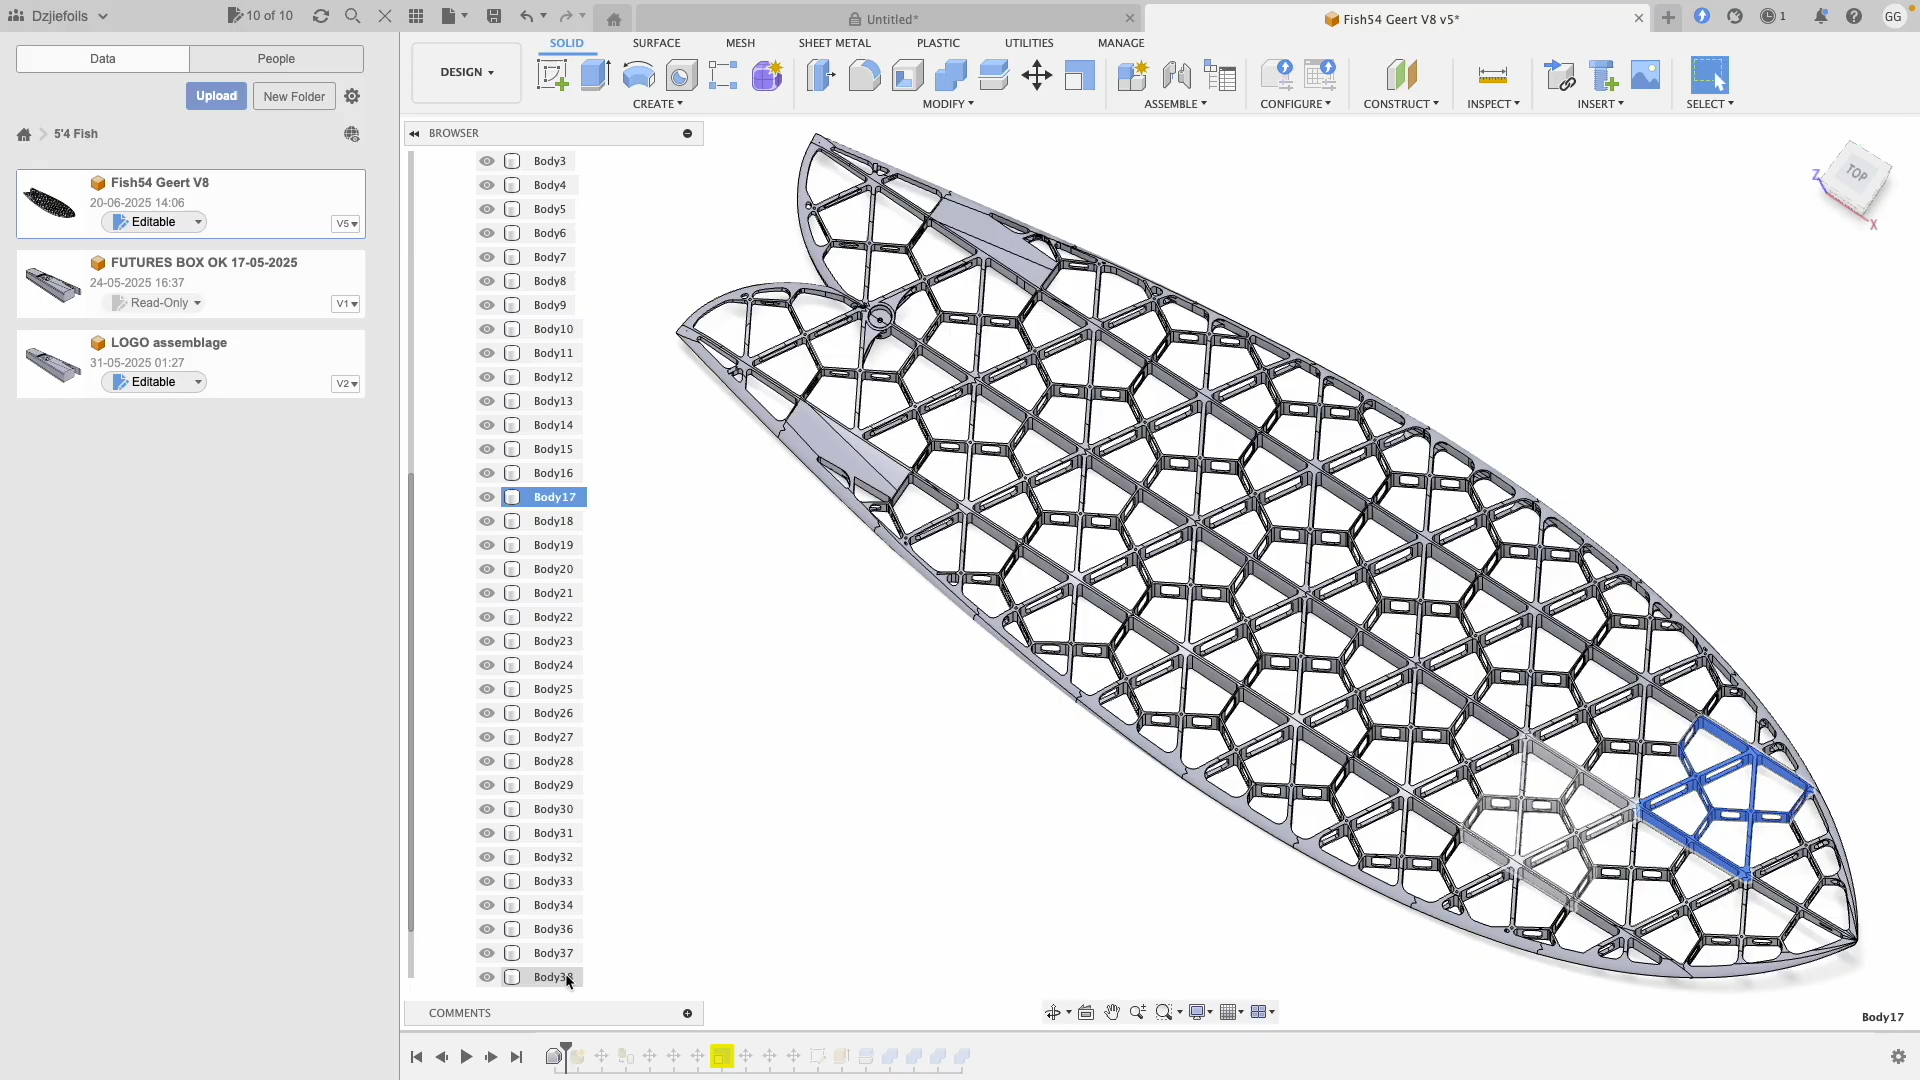 Dzjiefoils
10 of 10
Untitled*
Fish54 Geert V8 v5*
1
GG
Data
People
Upload
New Folder
5'4 Fish
Fish54 Geert V8
20-06-2025 14:06
Editable
V5
FUTURES BOX OK 17-05-2025
24-05-2025 16:37
Read-Only
V1
LOGO assemblage
31-05-2025 01:27
Editable
V2
DESIGN
SOLID
SURFACE
MESH
SHEET METAL
PLASTIC
UTILITIES
MANAGE
CREATE
MODIFY
ASSEMBLE
CONFIGURE
CONSTRUCT
INSPECT
INSERT
SELECT
BROWSER
Body3
Body4
Body5
Body6
Body7
Body8
Body9
Body10
Body11
Body12
Body13
Body14
Body15
Body16
Body17
Body18
Body19
Body20
Body21
Body22
Body23
Body24
Body25
Body26
Body27
Body28
Body29
Body30
Body31
Body32
Body33
Body34
Body36
Body37
Body38
TOP
Z
X
COMMENTS
Body17